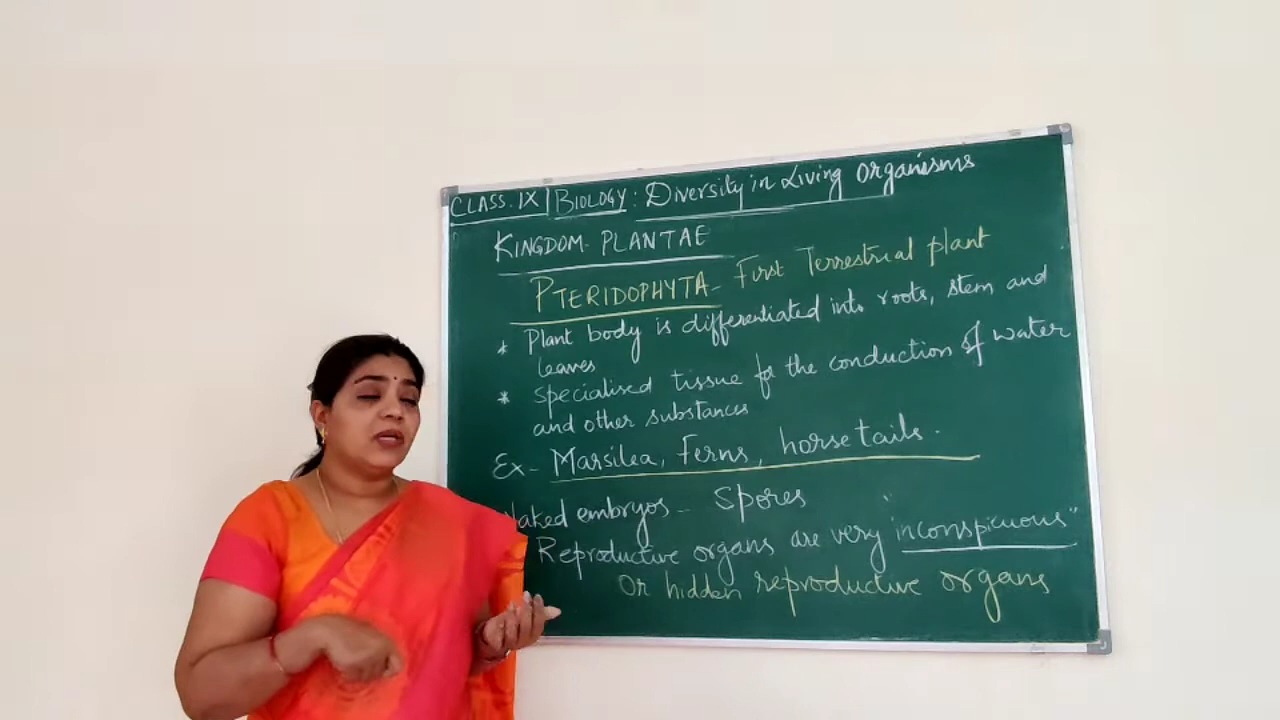 CLASS. IX | BIOLOGY: Diversity in Living Organisms
KINGDOM- PLANTAE
PTERIDOPHYTA- First Terrestrial plant
* Plant body is differentiated into roots, stem and
leaves
* Specialised tissue for the conduction of water
and other substances
Ex- Marsilea, Ferns, horsetails.
Naked embryos - Spores
Reproductive organs are very "inconspicuous"
Or hidden reproductive organs